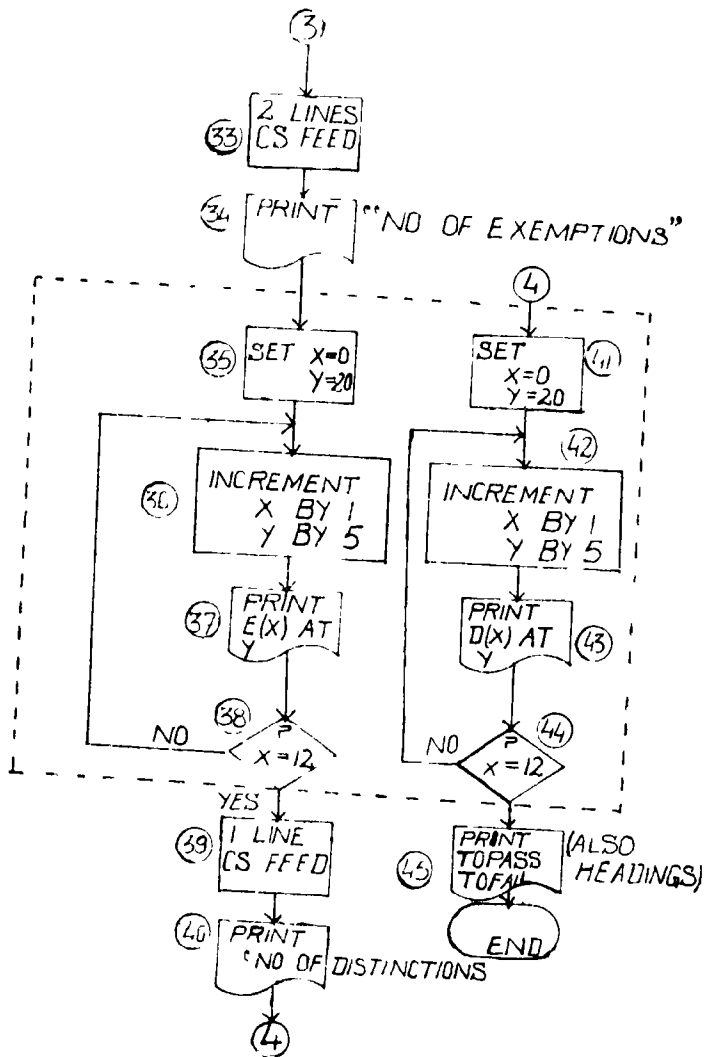 31
33
2 LINES
CS FEED
34
PRINT
"NO OF EXEMPTIONS"
35
SET X=0
Y=20
36
INCREMENT
X BY 1
Y BY 5
37
PRINT
E(X) AT
Y
38
?
X=12
NO
YES
39
1 LINE
CS FEED
40
PRINT
"NO OF DISTINCTIONS
4
4
41
SET
X=0
Y=20
42
INCREMENT
X BY 1
Y BY 5
43
PRINT
D(X) AT
Y
44
?
X=12
NO
45
PRINT
TOPASS
TOFAIL
(ALSO
HEADINGS)
END